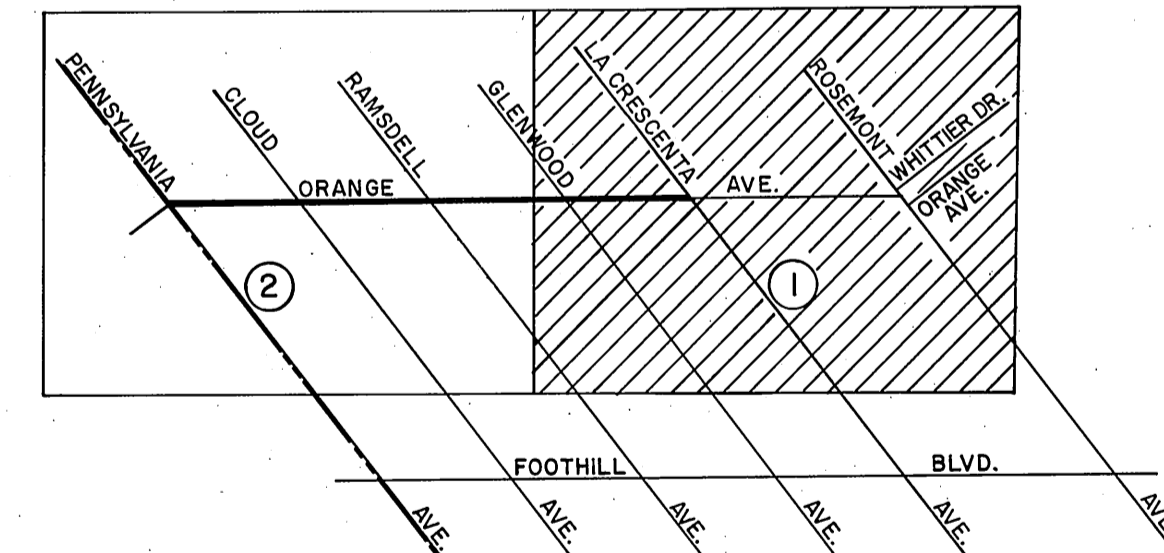 PENNSYLVANIA
CLOUD
RAMSDELL
GLENWOOD
LA CRESCENTA
ROSEMONT
WHITTIER DR.
ORANGE
AVE.
ORANGE
AVE.
2
1
FOOTHILL
BLVD.
AVE.
AVE.
AVE.
AVE.
AVE.
AVE